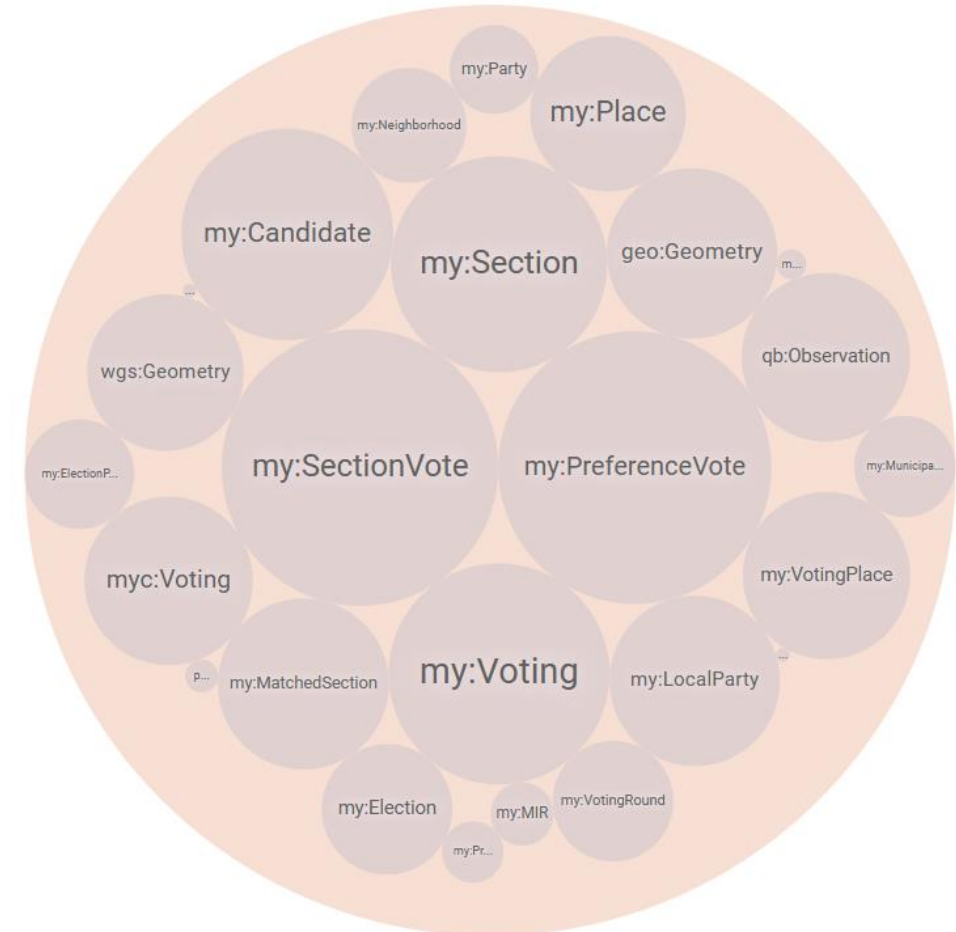 my:Party
my:Place
my:Neighborhood
my:Candidate
my:Section
geo:Geometry
m...
...
wgs:Geometry
qb:Observation
my:SectionVote
my:PreferenceVote
my:ElectionP...
my:Municipa...
myc:Voting
my:VotingPlace
...
my:Voting
p...
my:MatchedSection
my:LocalParty
my:Election
my:MIR
my:VotingRound
my:Pr...